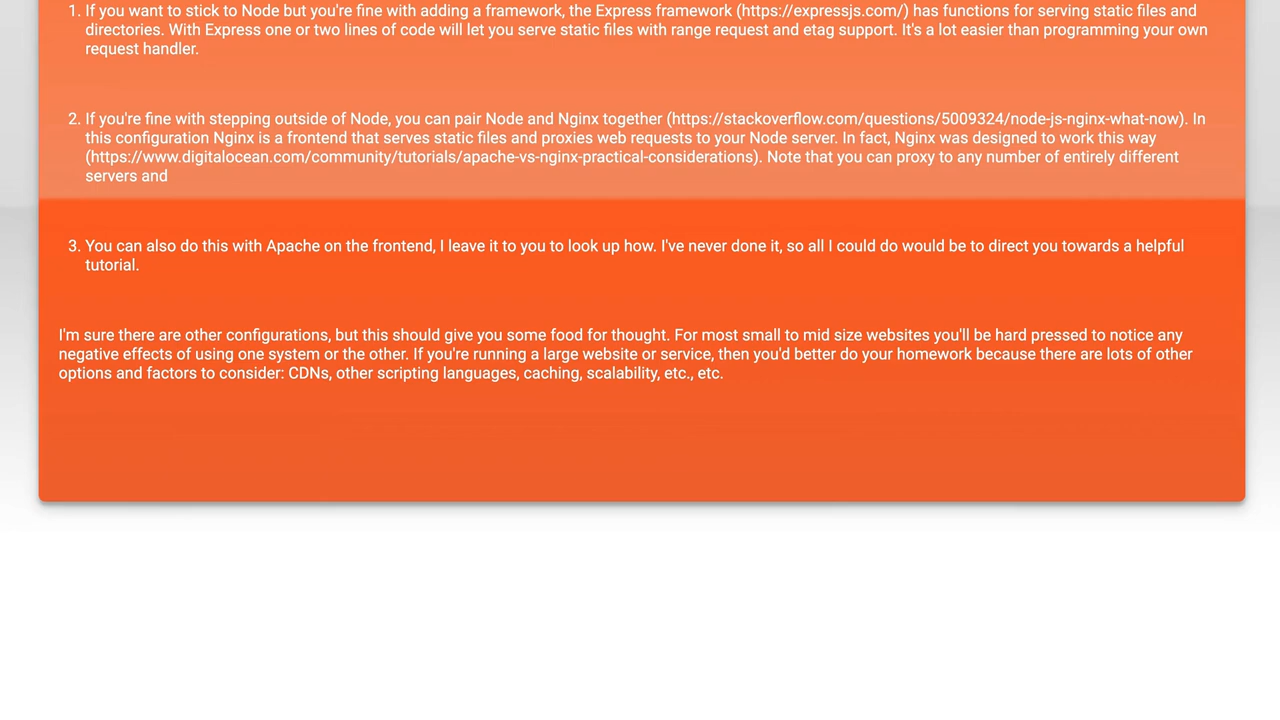 1. If you want to stick to Node but you're fine with adding a framework, the Express framework (https://expressjs.com/) has functions for serving static files and
directories. With Express one or two lines of code will let you serve static files with range request and etag support. It's a lot easier than programming your own
request handler.
2. If you're fine with stepping outside of Node, you can pair Node and Nginx together (https://stackoverflow.com/questions/5009324/node-js-nginx-what-now). In
this configuration Nginx is a frontend that serves static files and proxies web requests to your Node server. In fact, Nginx was designed to work this way
(https://www.digitalocean.com/community/tutorials/apache-vs-nginx-practical-considerations). Note that you can proxy to any number of entirely different
servers and
3. You can also do this with Apache on the frontend, I leave it to you to look up how. I've never done it, so all I could do would be to direct you towards a helpful
tutorial.
I'm sure there are other configurations, but this should give you some food for thought. For most small to mid size websites you'll be hard pressed to notice any
negative effects of using one system or the other. If you're running a large website or service, then you'd better do your homework because there are lots of other
options and factors to consider: CDNs, other scripting languages, caching, scalability, etc., etc.